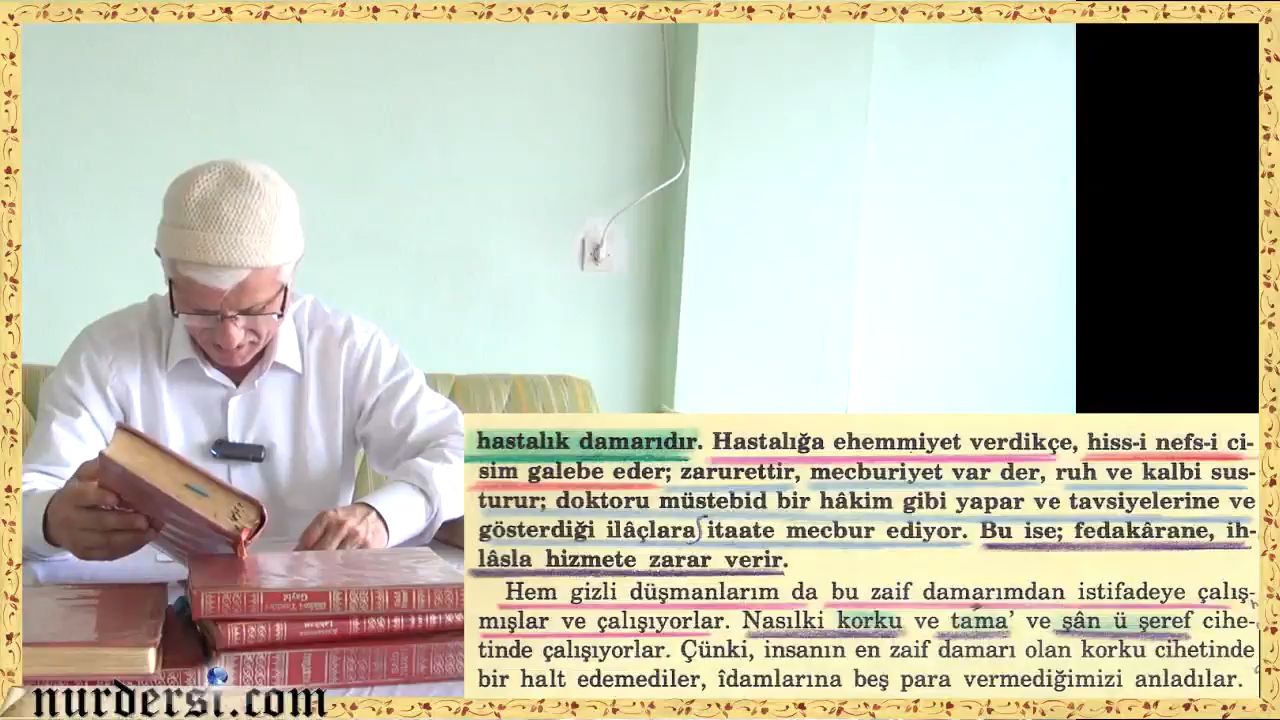 hastalık damarıdır. Hastalığa ehemmiyet verdikçe, hiss-i nefs-i ci-
sim galebe eder; zarurettir, mecburiyet var der, ruh ve kalbi sus-
turur; doktoru müstebid bir hâkim gibi yapar ve tavsiyelerine ve
gösterdiği ilâçlara itaate mecbur ediyor. Bu ise; fedakârane, ih-
lâsla hizmete zarar verir.
Hem gizli düşmanlarım da bu zaif damarımdan istifadeye çalış-
mışlar ve çalışıyorlar. Nasılki korku ve tama' ve şân ü şeref cihe-
tinde çalışıyorlar. Çünki, insanın en zaif damarı olan korku cihetinde
bir halt edemediler, îdamlarına beş para vermediğimizi anladılar.
nurdersi.com